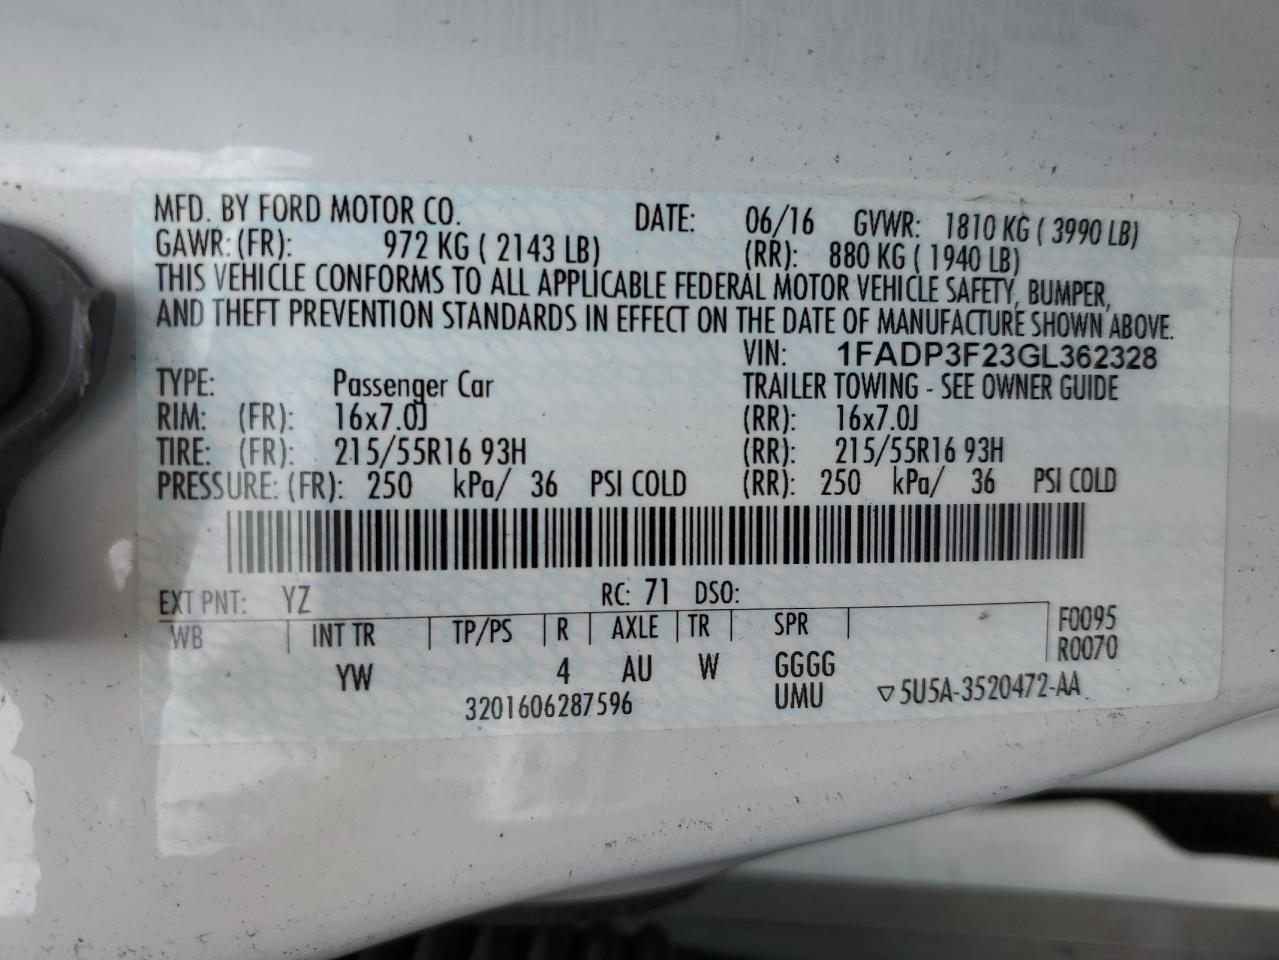 MFD. BY FORD MOTOR CO. DATE: 06/16 GVWR: 1810 KG ( 3990 LB)
GAWR: (FR): 972 KG ( 2143 LB) (RR): 880 KG ( 1940 LB)
THIS VEHICLE CONFORMS TO ALL APPLICABLE FEDERAL MOTOR VEHICLE SAFETY, BUMPER,
AND THEFT PREVENTION STANDARDS IN EFFECT ON THE DATE OF MANUFACTURE SHOWN ABOVE.
VIN: 1FADP3F23GL362328
TYPE: Passenger Car TRAILER TOWING - SEE OWNER GUIDE
RIM: (FR): 16x7.0J (RR): 16x7.0J
TIRE: (FR): 215/55R16 93H (RR): 215/55R16 93H
PRESSURE: (FR): 250 kPa/ 36 PSI COLD (RR): 250 kPa/ 36 PSI COLD
EXT PNT: YZ RC: 71 DSO:
WB INT TR TP/PS R AXLE TR SPR F0095
R0070
YW 4 AU W GGGG
3201606287596 UMU ▽5U5A-3520472-AA